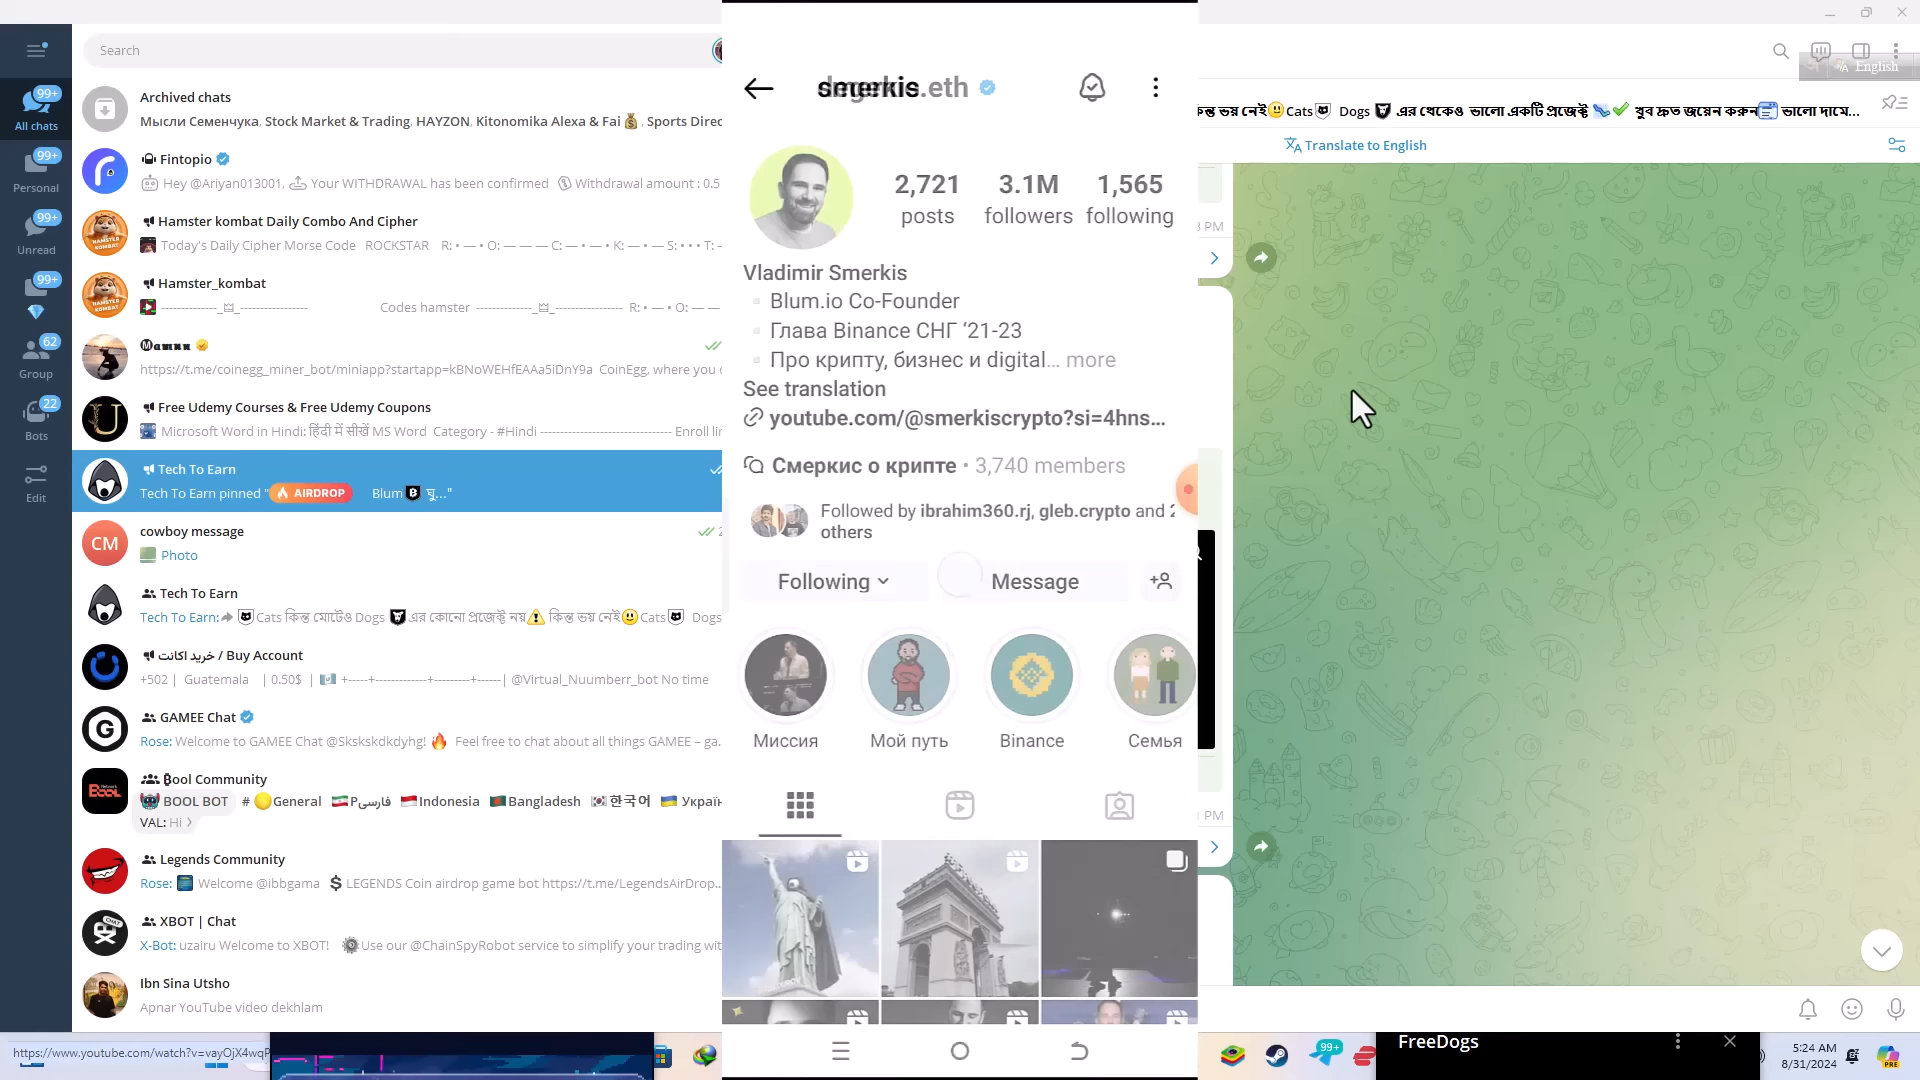 Search
English
99+
All chats
99+
Personal
99+
Unread
99+
62
Group
22
Bots
Edit
Archived chats
Мысли Семенчука, Stock Market & Trading, HAYZON, Kitonomika Alexa & Fai💰, Sports Direc
Fintopio
Hey @Ariyan013001, Your WITHDRAWAL has been confirmed Withdrawal amount : 0.5
Hamster kombat Daily Combo And Cipher
Today's Daily Cipher Morse Code ROCKSTAR R: • — • O: — — — C: — • — • K: — • — S: • • • T: –
Hamster_kombat
Codes hamster
R: • — • O: — —
https://t.me/coinegg_miner_bot/miniapp?startapp=kBNoWEHfEAAa5iDnY9a CoinEgg, where you c
Free Udemy Courses & Free Udemy Coupons
Microsoft Word in Hindi: हिंदी में सीखें MS Word Category - #Hindi ------------------------ Enroll lin
Tech To Earn
Tech To Earn pinned "🔥 AIRDROP Blum ঘু..."
CM
cowboy message
Photo
Tech To Earn
Tech To Earn: Cats কিন্ত মোটেও Dogs এর কোনো প্রজেক্ট নয়⚠️ কিন্ত ভয় নেই😃Cats Dogs
خرید اکانت / Buy Account
+502 | Guatemala | 0.50$ | @Virtual_Nuumberr_bot No time
GAMEE Chat
Rose: Welcome to GAMEE Chat @Skskskdkdyhg! 🔥 Feel free to chat about all things GAMEE – ga.
Bool Community
BOOL BOT # General فارسیP Indonesia Bangladesh 한국어 Украïн
VAL: Hi
Legends Community
Rose: Welcome @ibbgama $ LEGENDS Coin airdrop game bot https://t.me/LegendsAirDrop..
XBOT | Chat
X-Bot: uzairu Welcome to XBOT! Use our @ChainSpyRobot service to simplify your trading wit
Ibn Sina Utsho
Apnar YouTube video dekhlam
smerkis.eth
2,721 3.1M 1,565
posts followers following
Vladimir Smerkis
Blum.io Co-Founder
Глава Binance СНГ ‘21-23
Про крипту, бизнес и digital... more
See translation
youtube.com/@smerkiscrypto?si=4hns...
Смеркис о крипте • 3,740 members
Followed by ibrahim360.rj, gleb.crypto and 2
others
Following Message
Миссия Мой путь Binance Семья
কিন্ত ভয় নেই😃Cats Dogs এর থেকেও ভালো একটি প্রজেক্ট ✅ খুব দ্রুত জয়েন করুন ভালো দামে...
Translate to English
PM
PM
https://www.youtube.com/watch?v=vayOjX4wqP
99+
FreeDogs
5:24 AM
8/31/2024